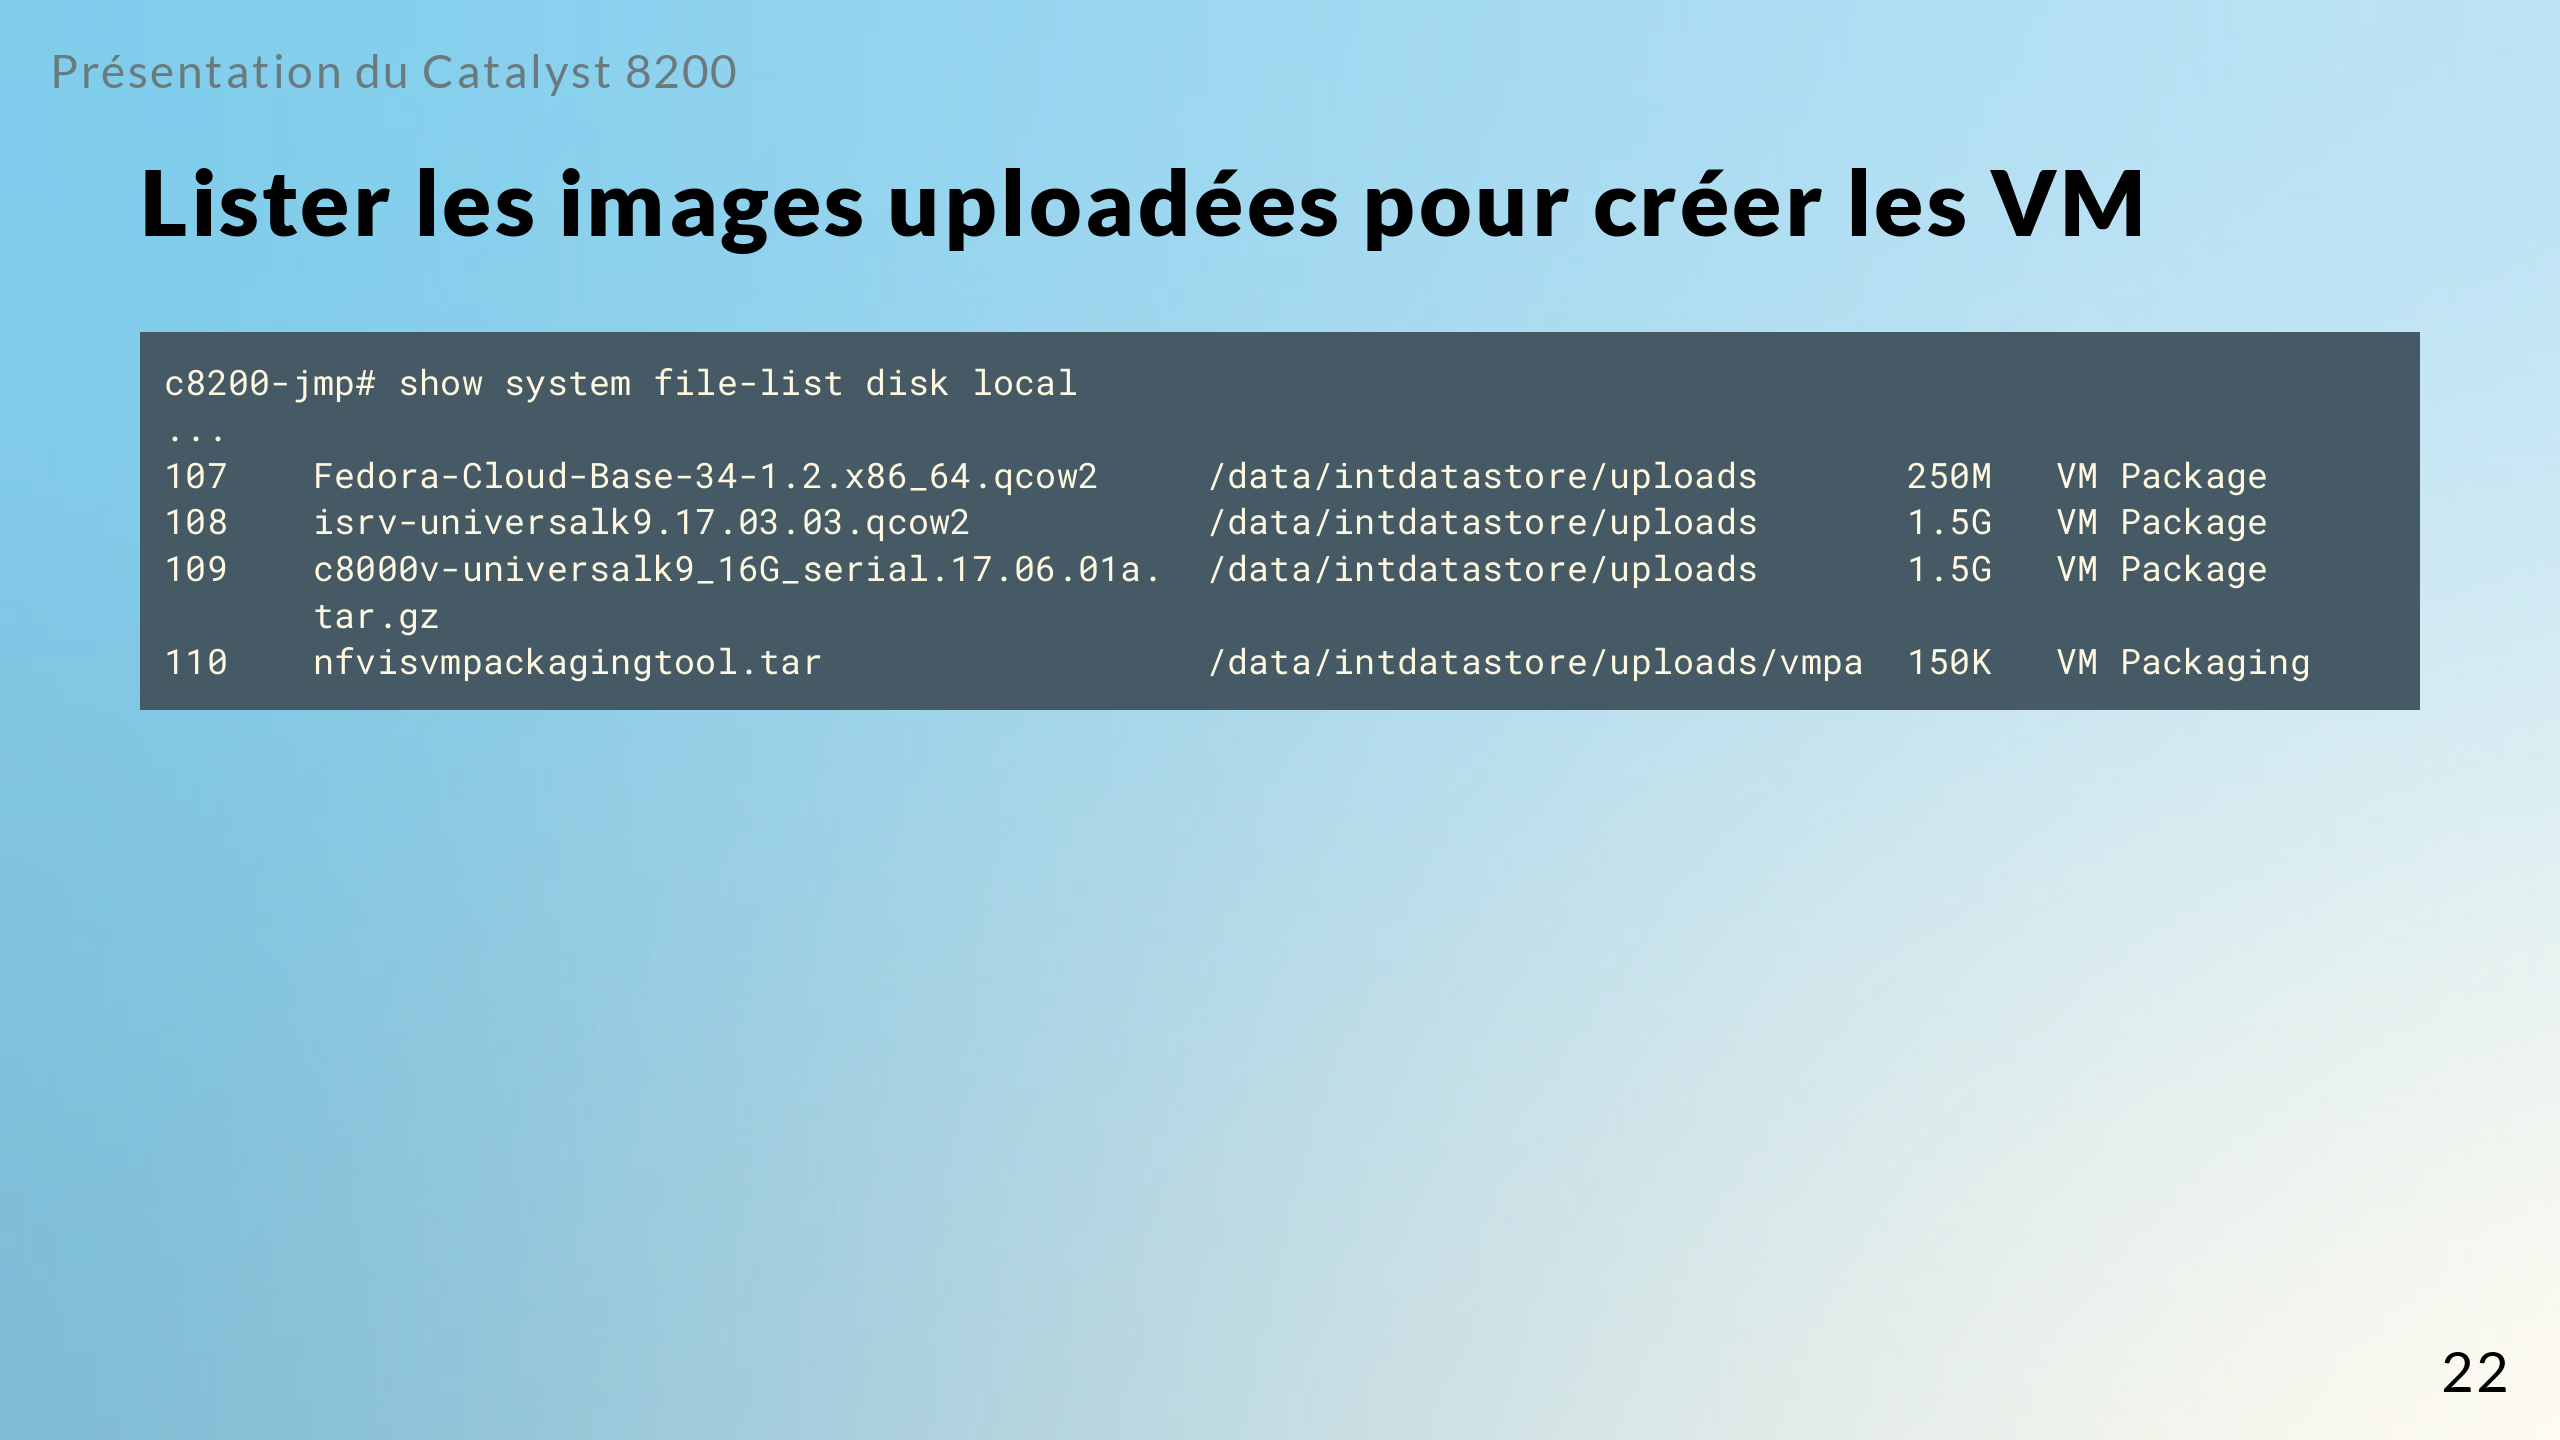 Présentation du Catalyst 8200
Lister les images uploadées pour créer les VM
c8200-jmp# show system file-list disk local
...
107    Fedora-Cloud-Base-34-1.2.x86_64.qcow2     /data/intdatastore/uploads       250M   VM Package
108    isrv-universalk9.17.03.03.qcow2           /data/intdatastore/uploads       1.5G   VM Package
109    c8000v-universalk9_16G_serial.17.06.01a.  /data/intdatastore/uploads       1.5G   VM Package
       tar.gz
110    nfvisvmpackagingtool.tar                  /data/intdatastore/uploads/vmpa  150K   VM Packaging
22